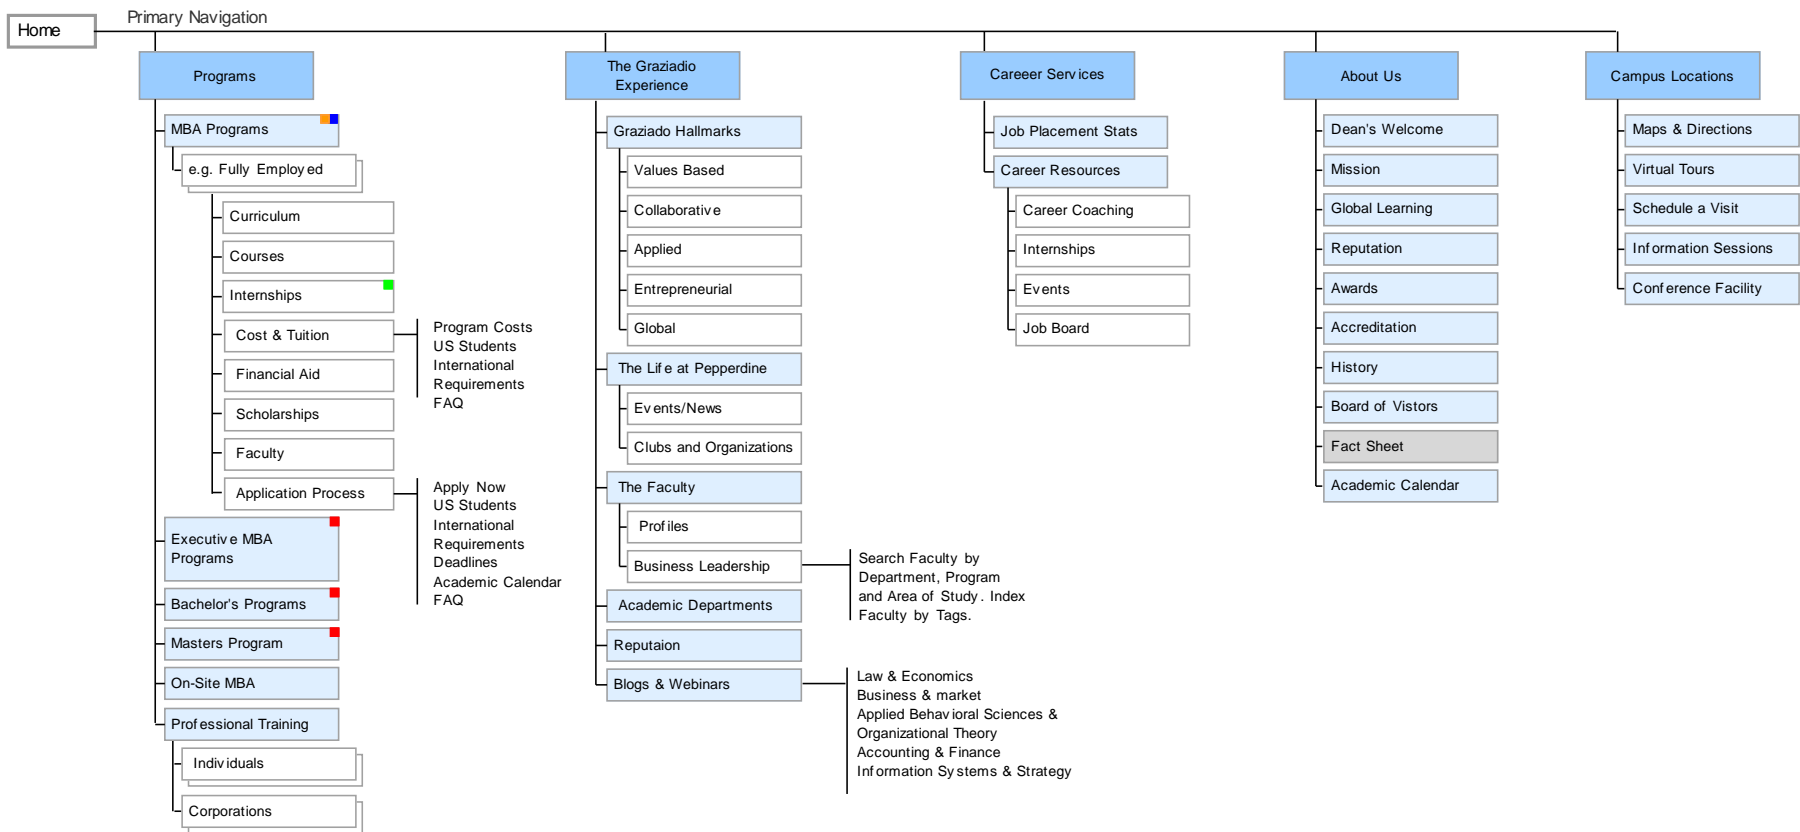 Primary Navigation
Home
Programs
MBA Programs
e.g. Fully Employed
Curriculum
Courses
Internships
Cost & Tuition
Program Costs
US Students
International
Requirements
FAQ
Financial Aid
Scholarships
Faculty
Application Process
Apply Now
US Students
International
Requirements
Deadlines
Academic Calendar
FAQ
Executive MBA
Programs
Bachelor's Programs
Masters Program
On-Site MBA
Professional Training
Individuals
Corporations
The Graziadio
Experience
Graziado Hallmarks
Values Based
Collaborative
Applied
Entrepreneurial
Global
The Life at Pepperdine
Events/News
Clubs and Organizations
The Faculty
Profiles
Business Leadership
Search Faculty by
Department, Program
and Area of Study. Index
Faculty by Tags.
Academic Departments
Reputaion
Blogs & Webinars
Law & Economics
Business & market
Applied Behavioral Sciences &
Organizational Theory
Accounting & Finance
Information Systems & Strategy
Careeer Services
Job Placement Stats
Career Resources
Career Coaching
Internships
Events
Job Board
About Us
Dean's Welcome
Mission
Global Learning
Reputation
Awards
Accreditation
History
Board of Vistors
Fact Sheet
Academic Calendar
Campus Locations
Maps & Directions
Virtual Tours
Schedule a Visit
Information Sessions
Conference Facility